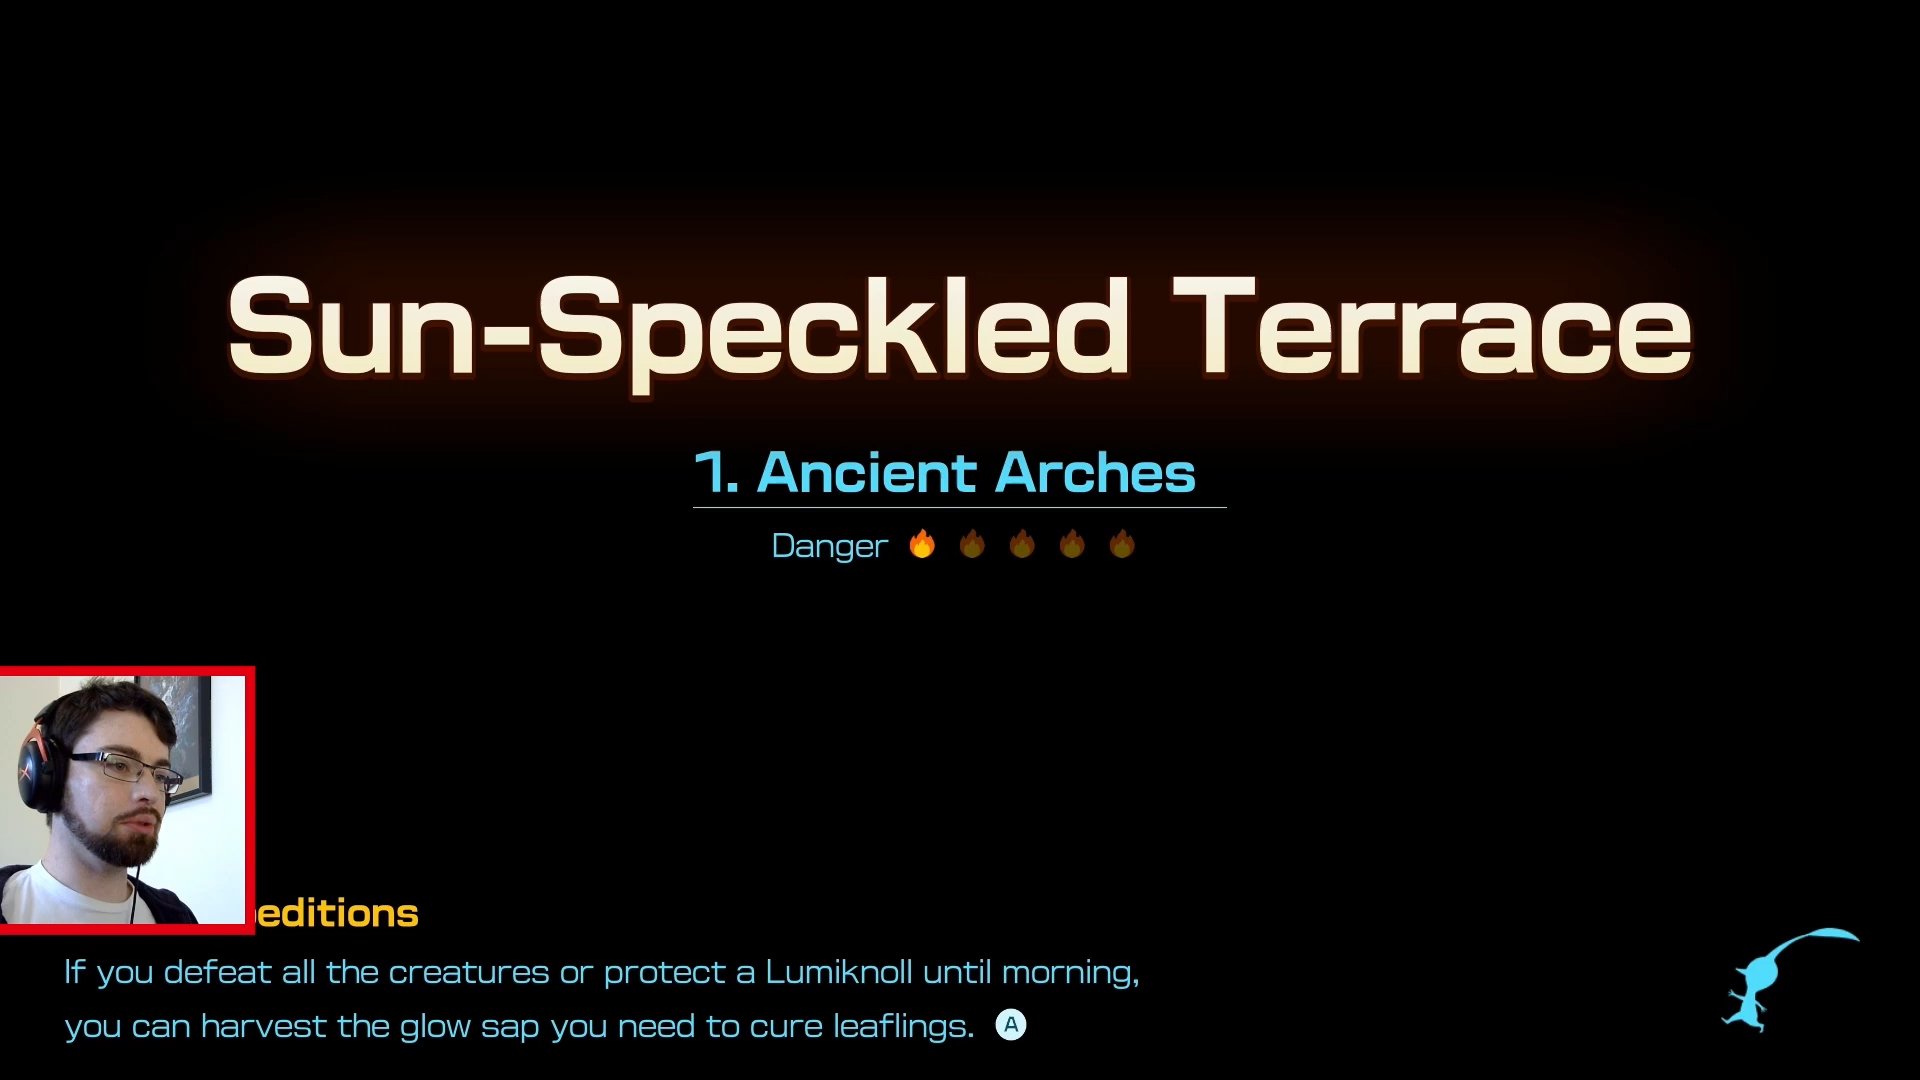 Sun-Speckled Terrace
1. Ancient Arches
Danger
If you defeat all the creatures or protect a Lumiknoll until morning,
you can harvest the glow sap you need to cure leaflings. A